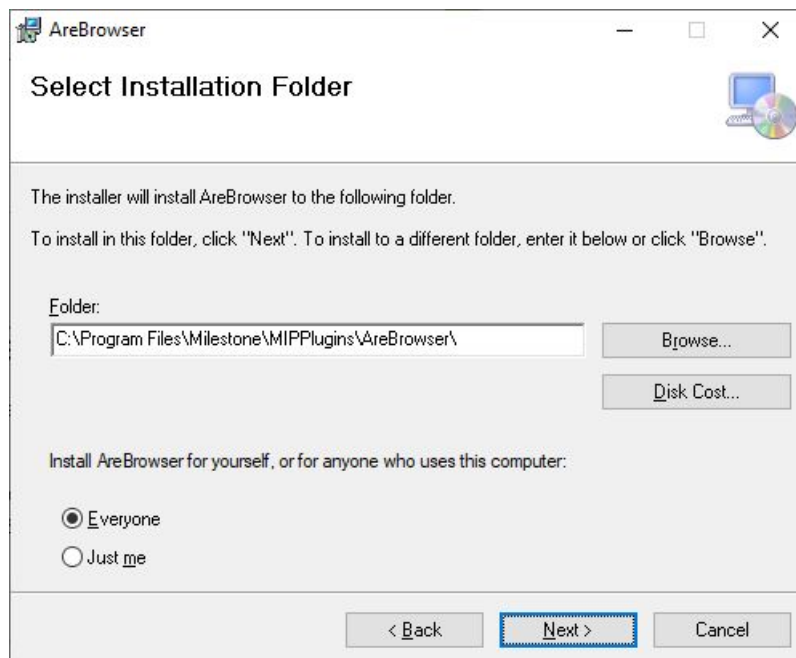 AreBrowser
Select Installation Folder
The installer will install AreBrowser to the following folder.
To install in this folder, click "Next". To install to a different folder, enter it below or click "Browse".
Folder:
C:\Program Files\Milestone\MIPPlugins\AreBrowser\
Browse...
Disk Cost...
Install AreBrowser for yourself, or for anyone who uses this computer:
Everyone
Just me
< Back
Next >
Cancel